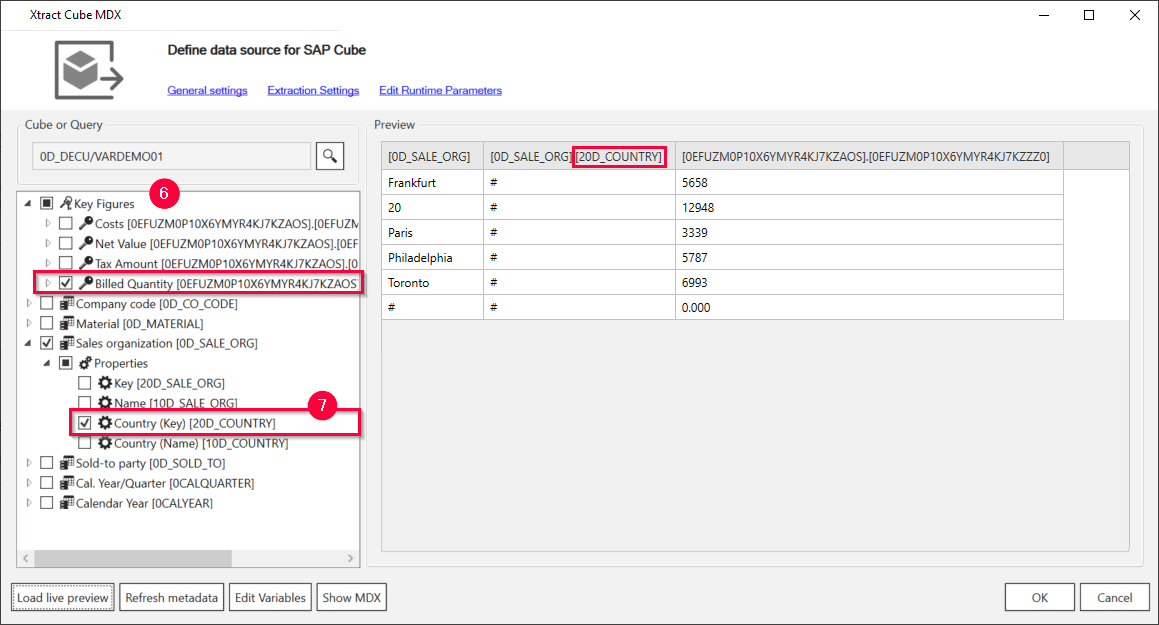 Xtract Cube MDX
Define data source for SAP Cube
General settings Extraction Settings Edit Runtime Parameters
Cube or Query
0D_DECU/VARDEMO01
6
Key Figures
Costs [0EFUZM0P10X6YMYR4KJ7KZAOS].[0EFUZM
Net Value [0EFUZM0P10X6YMYR4KJ7KZAOS].[0EF
Tax Amount [0EFUZM0P10X6YMYR4KJ7KZAOS].[0
Billed Quantity [0EFUZM0P10X6YMYR4KJ7KZAOS
Company code [0D_CO_CODE]
Material [0D_MATERIAL]
Sales organization [0D_SALE_ORG]
Properties
Key [20D_SALE_ORG]
Name [10D_SALE_ORG]
7
Country (Key) [20D_COUNTRY]
Country (Name) [10D_COUNTRY]
Sold-to party [0D_SOLD_TO]
Cal. Year/Quarter [0CALQUARTER]
Calendar Year [0CALYEAR]
Preview
[0D_SALE_ORG] [0D_SALE_ORG].[20D_COUNTRY] [0EFUZM0P10X6YMYR4KJ7KZAOS].[0EFUZM0P10X6YMYR4KJ7KZZZ0]
Frankfurt # 5658
20 # 12948
Paris # 3339
Philadelphia # 5787
Toronto # 6993
# # 0.000
Load live preview Refresh metadata Edit Variables Show MDX OK Cancel